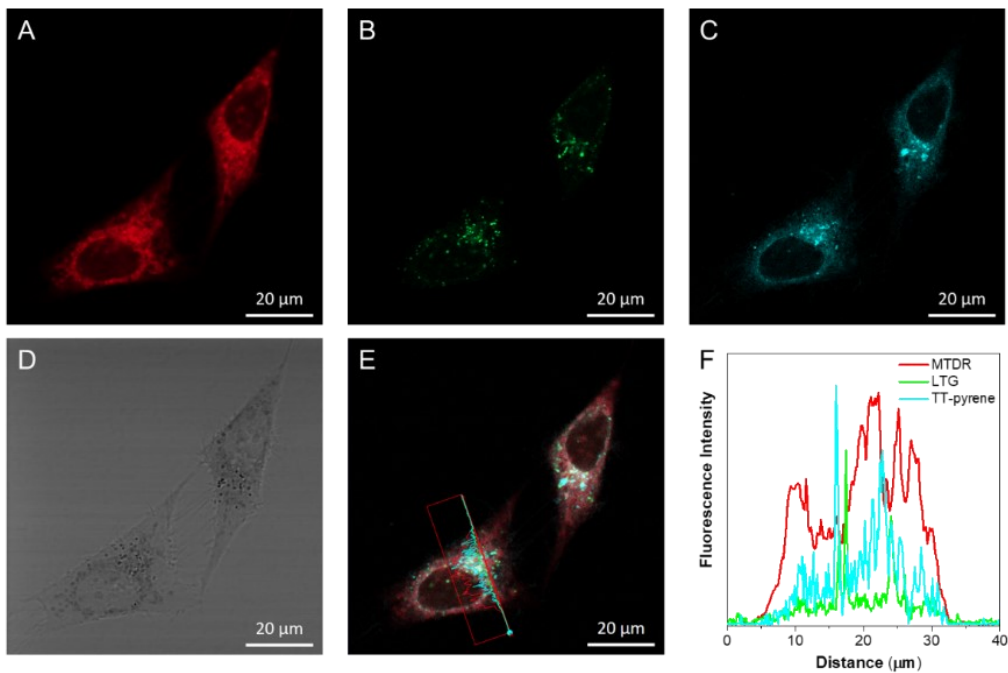 A
20 μm
B
20 μm
C
20 μm
D
20 μm
E
20 μm
F
MTDR
LTG
TT-pyrene
Fluorescence Intensity
0 10 20 30 40
Distance (μm)